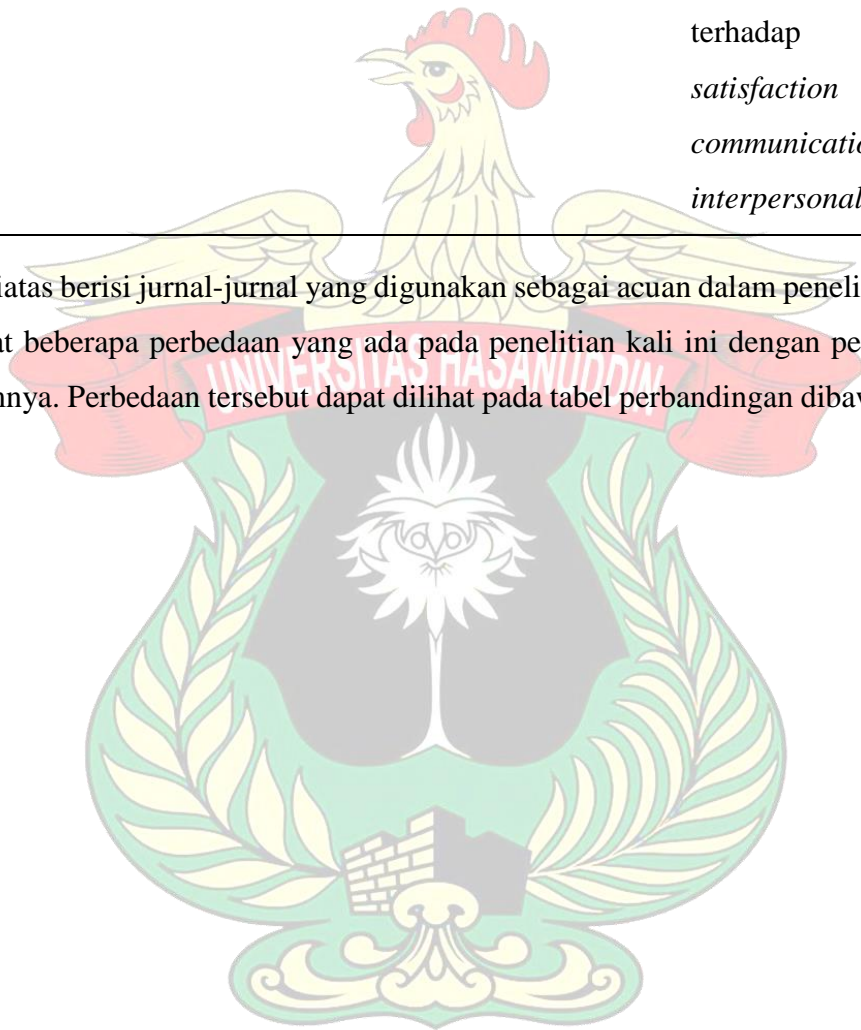 terhadap
satisfaction
communicatio
interpersonal
iatas berisi jurnal-jurnal yang digunakan sebagai acuan dalam peneli
at beberapa perbedaan yang ada pada penelitian kali ini dengan pe
nnya. Perbedaan tersebut dapat dilihat pada tabel perbandingan dibaw
UNIVERSITAS HASANUDDIN